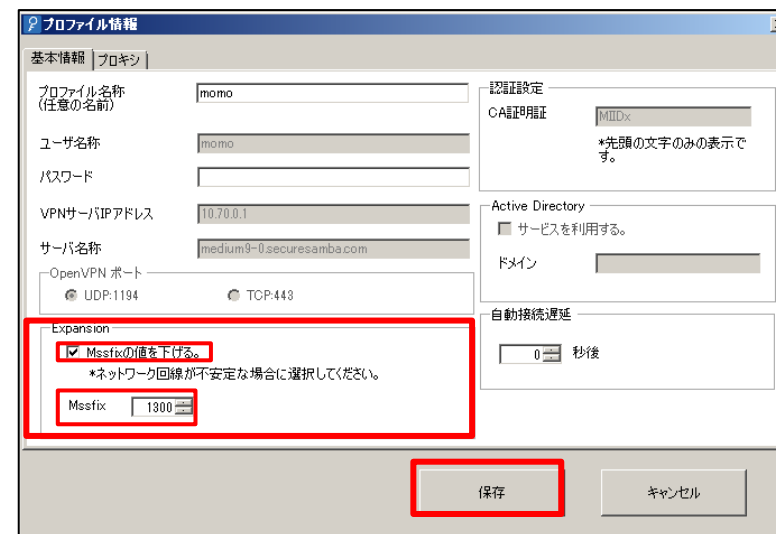 プロファイル情報
基本情報
プロキシ
プロファイル名称
(任意の名前)
momo
ユーザ名称
momo
パスワード
VPNサーバIPアドレス
10.70.0.1
サーバ名称
medium9-0.securesamba.com
OpenVPN ポート
UDP:1194
TCP:443
Expansion
Mssfixの値を下げる。
*ネットワーク回線が不安定な場合に選択してください。
Mssfix
1300
認証設定
CA証明証
MIIDx
*先頭の文字のみの表示で
す。
Active Directory
サービスを利用する。
ドメイン
自動接続遅延
0
秒後
保存
キャンセル